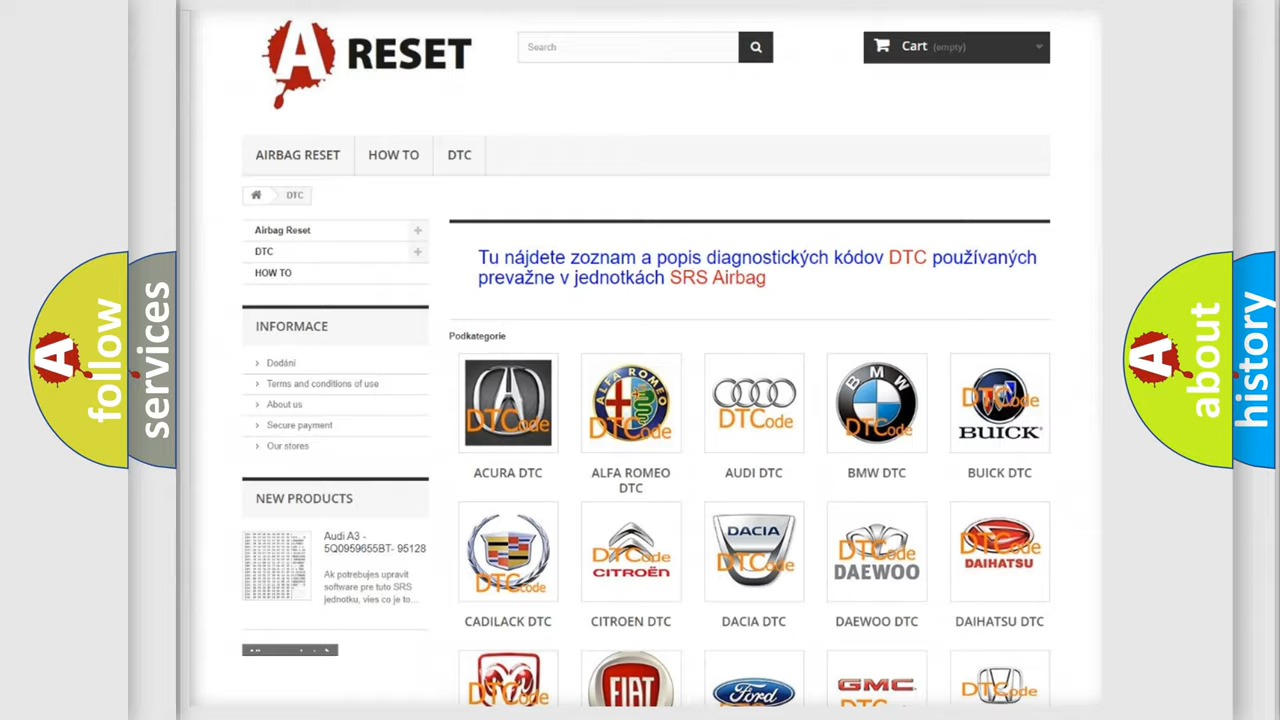 A RESET
Search
Cart (empty)
AIRBAG RESET
HOW TO
DTC
DTC
Airbag Reset
DTC
HOW TO
INFORMACE
Dodání
Terms and conditions of use
About us
Secure payment
Our stores
NEW PRODUCTS
Audi A3 -
5Q0959655BT- 95128
Ak potrebujes upravit
software pre tuto SRS
jednotku, vies co je to...
Tu nájdete zoznam a popis diagnostických kódov DTC používaných
prevažne v jednotkách SRS Airbag
Podkategorie
DTCode
ALFA ROMEO
DTCode
DTCode
BMW
DTCode
DTCode
BUICK
ACURA DTC
ALFA ROMEO
DTC
AUDI DTC
BMW DTC
BUICK DTC
DTCode
DTCode
CITROËN
DACIA
DTCode
DTCode
DAEWOO
DTCode
DAIHATSU
CADILACK DTC
CITROEN DTC
DACIA DTC
DAEWOO DTC
DAIHATSU DTC
DTCode
FIAT
Ford
GMC
DTCode
A follow
services
A about
history